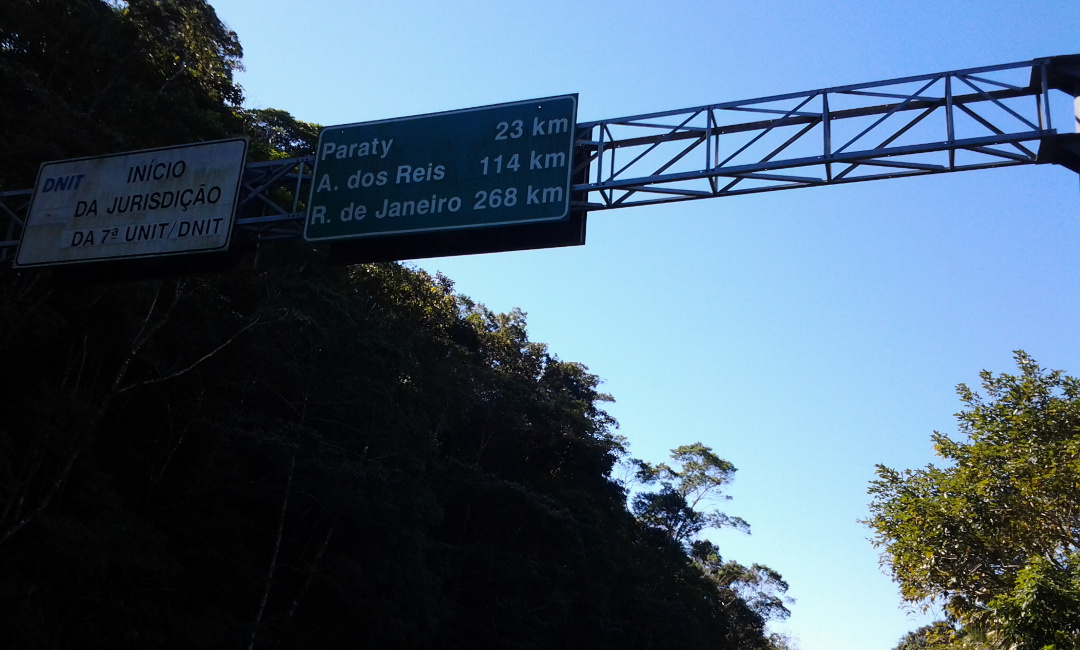 DNIT INÍCIO
DA JURISDIÇÃO
DA 7ª UNIT/DNIT
Paraty 23 km
A. dos Reis 114 km
R. de Janeiro 268 km